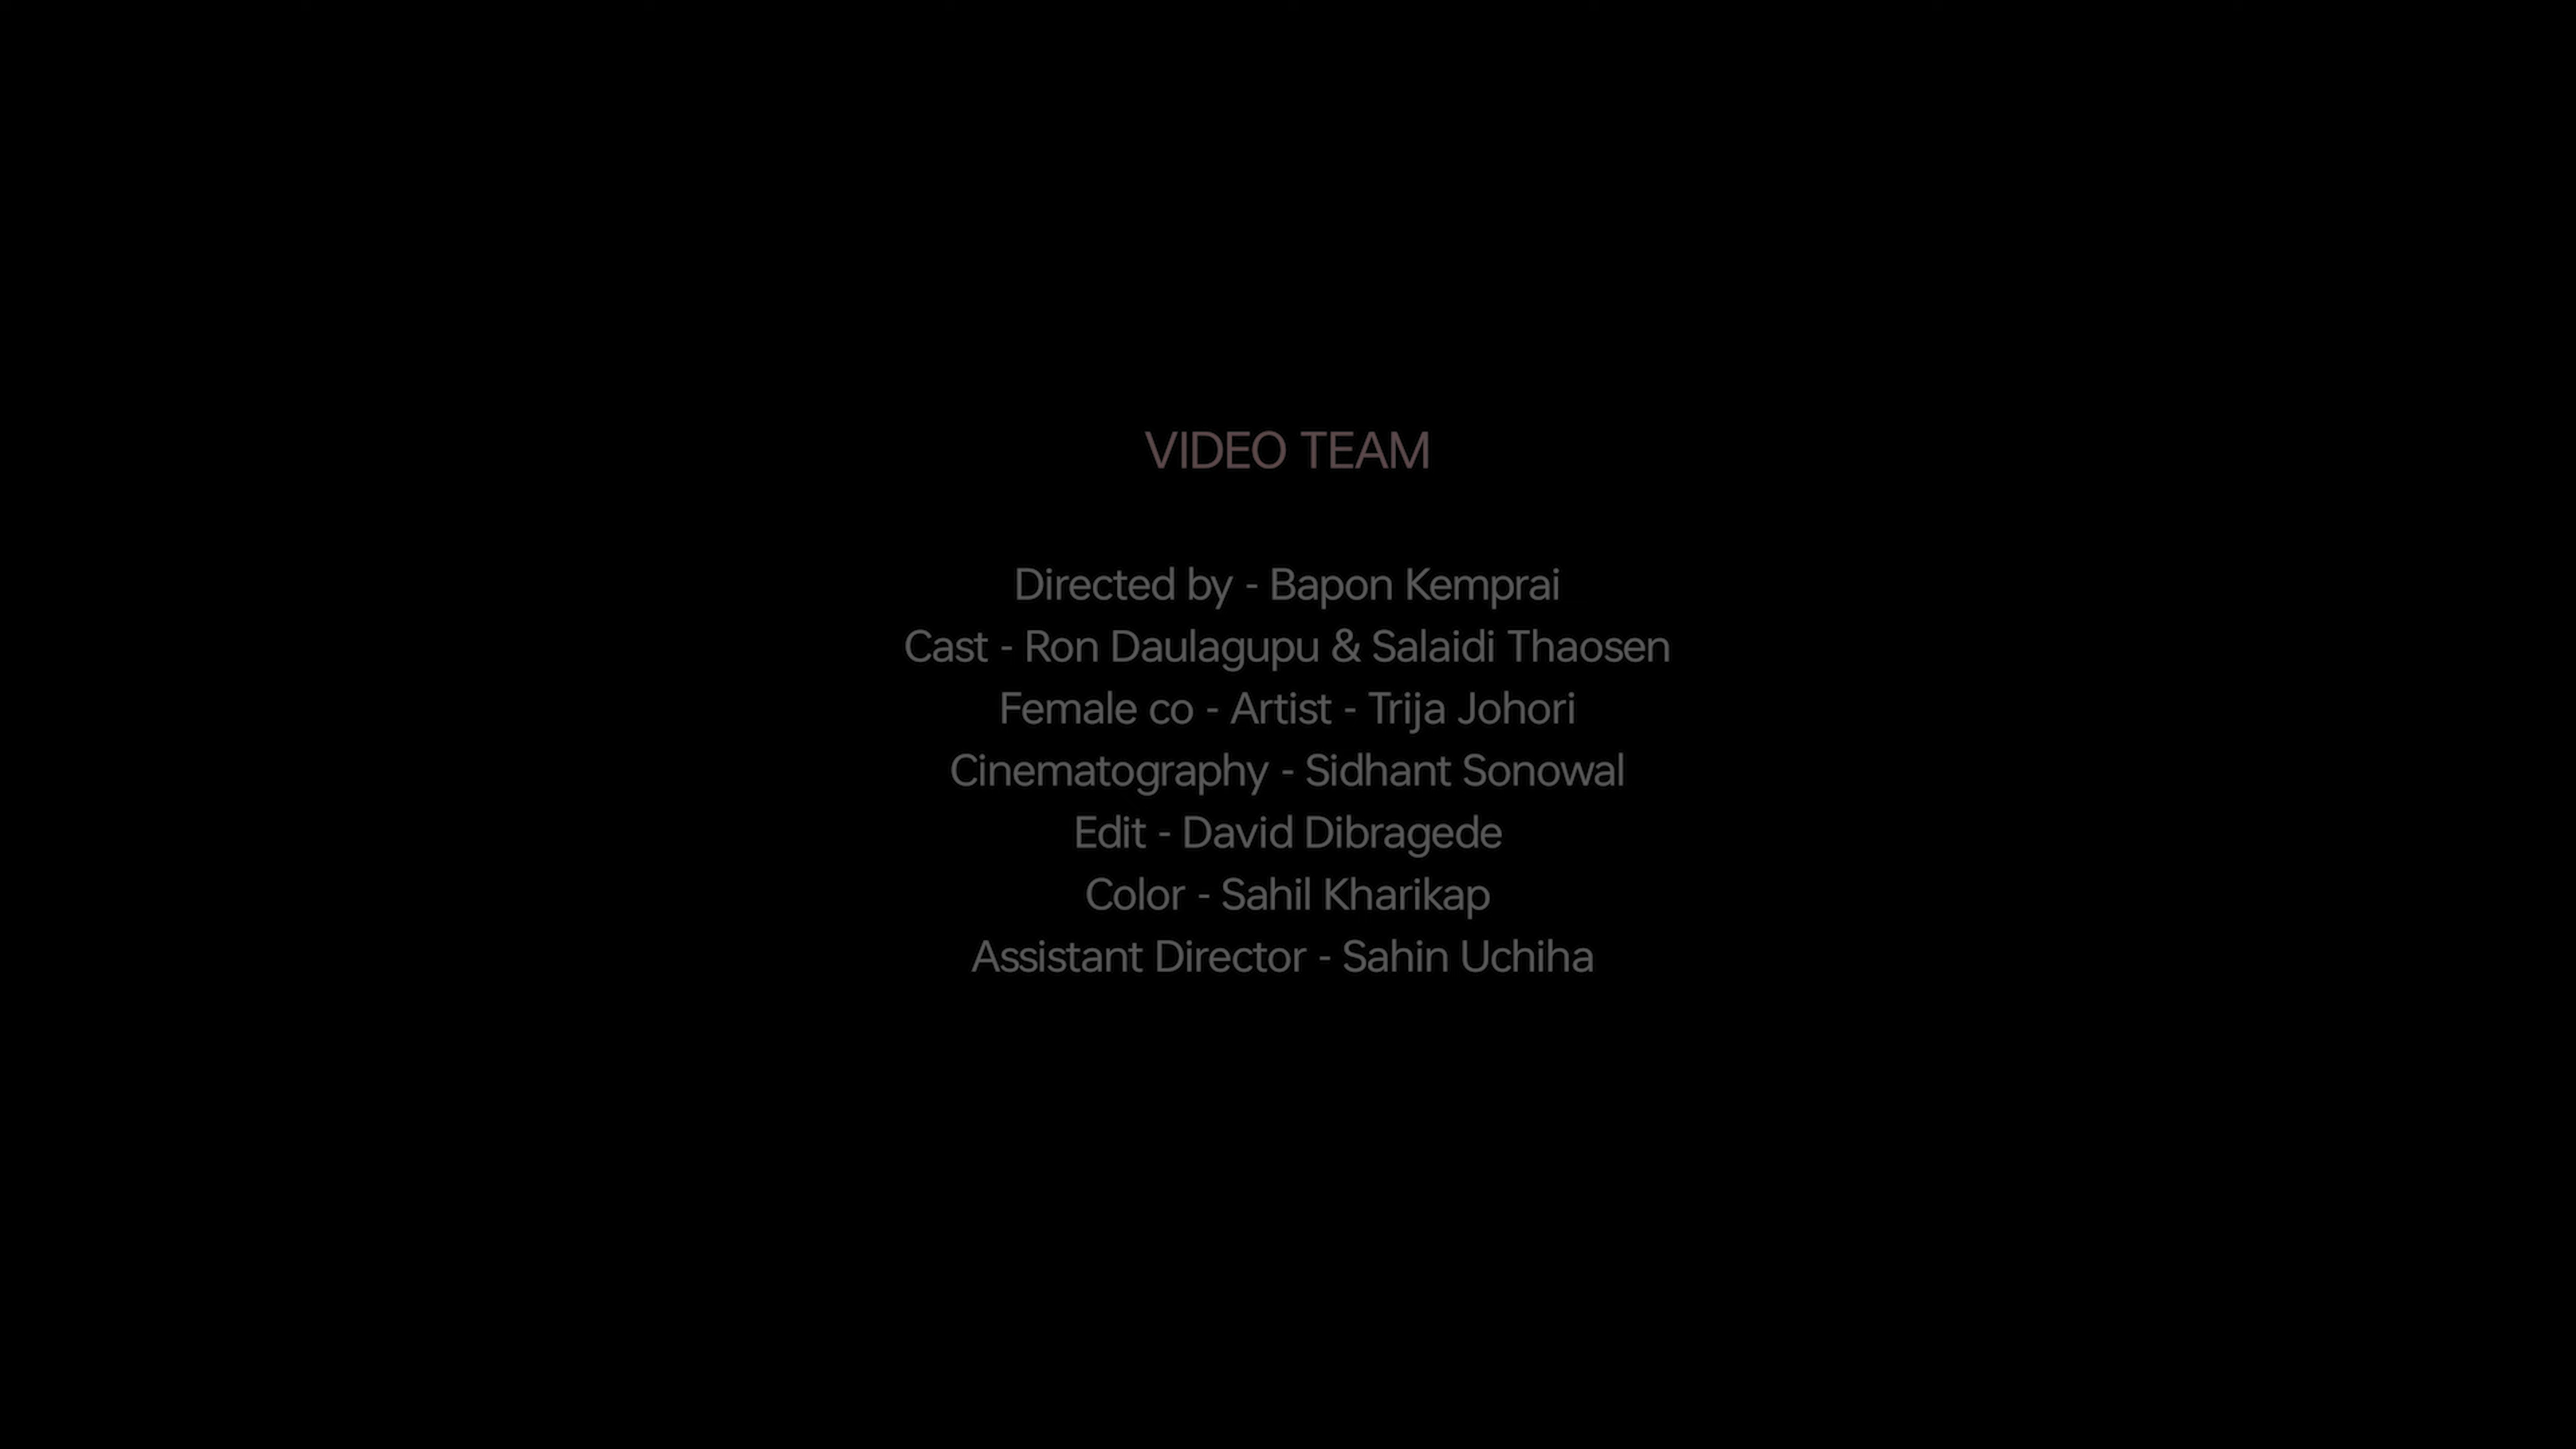 VIDEO TEAM
Directed by - Bapon Kemprai
Cast - Ron Daulagupu & Salaidi Thaosen
Female co - Artist - Trija Johori
Cinematography - Sidhant Sonowal
Edit - David Dibragede
Color - Sahil Kharikap
Assistant Director - Sahin Uchiha